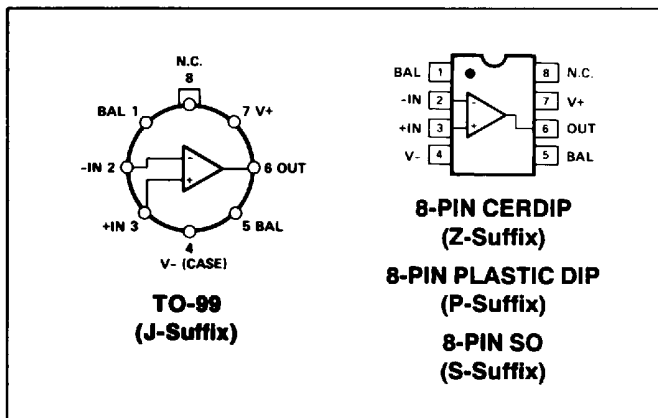 N.C.
8
BAL 1
7 V+
-IN 2
6 OUT
-
+
+IN 3
5 BAL
4
V- (CASE)
TO-99
(J-Suffix)
BAL 1
8 N.C.
-IN 2
7 V+
-
+
+IN 3
6 OUT
V- 4
5 BAL
8-PIN CERDIP
(Z-Suffix)
8-PIN PLASTIC DIP
(P-Suffix)
8-PIN SO
(S-Suffix)